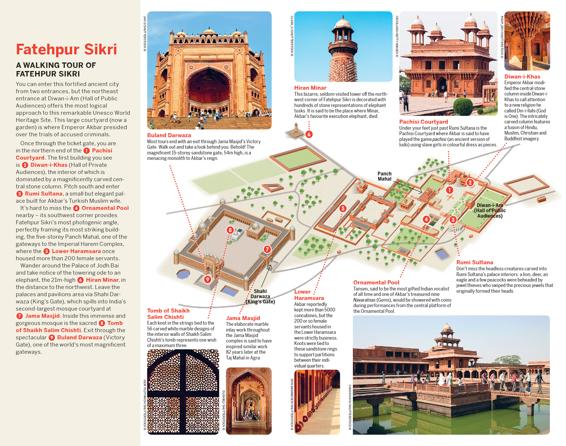 Fatehpur Sikri
A WALKING TOUR OF
FATEHPUR SIKRI
You can enter this fortified ancient city
from two entrances, but the northeast
entrance at Diwan-i-Am (Hall of Public
Audiences) offers the most logical
approach to this remarkable Unesco World
Heritage Site. This large courtyard (now a
garden) is where Emperor Akbar presided
over the trials of accused criminals.
Once through the ticket gate, you are
in the northern end of the 1 Pachisi
Courtyard. The first building you see
is 2 Diwan-i-Khas (Hall of Private
Audiences), the interior of which is
dominated by a magnificently carved cen-
tral stone column. Pitch south and enter
3 Rumi Sultana, a small but elegant pal-
ace built for Akbar's Turkish Muslim wife.
It's hard to miss the 4 Ornamental Pool
nearby – its southwest corner provides
Fatehpur Sikri's most photogenic angle,
perfectly framing its most striking build-
ing, the five-storey Panch Mahal, one of the
gateways to the Imperial Harem Complex,
where the 5 Lower Haramsara once
housed more than 200 female servants.
Wander around the Palace of Jodh Bai
and take notice of the towering ode to an
elephant, the 21m-high 6 Hiran Minar, in
the distance to the northwest. Leave the
palaces and pavilions area via Shahi Dar-
waza (King's Gate), which spills into India's
second-largest mosque courtyard at
7 Jama Masjid. Inside this immense and
gorgeous mosque is the sacred 8 Tomb
of Shaikh Salim Chishti. Exit through the
spectacular 9 Buland Darwaza (Victory
Gate), one of the world's most magnificent
gateways.
Buland Darwaza
Most tours end with an exit through Jama Masjid's Victory
Gate. Walk out and take a look behind you: Behold! The
magnificent 15-storey sandstone gate, 54m high, is a
menacing monolith to Akbar's reign.
Hiran Minar
This bizarre, seldom-visited tower off the north-
west corner of Fatehpur Sikri is decorated with
hundreds of stone representations of elephant
tusks. It is said to be the place where Minar,
Akbar's favourite execution elephant, died.
Pachisi Courtyard
Under your feet just past Rumi Sultana is the
Pachisi Courtyard where Akbar is said to have
played the game pachisi (an ancient version of
ludo) using slave girls in colourful dress as pieces.
Diwan-i-Khas
Emperor Akbar modi-
fied the central stone
column inside Diwan-i-
Khas to call attention
to a new religion he
called Din-i-Ilahi (God
is One). The intricately
carved column features
a fusion of Hindu,
Muslim, Christian and
Buddhist imagery.
Panch
Mahal
Diwan-i-Am
(Hall of Public
Audiences)
Shahi
Darwaza
(King's Gate)
Rumi Sultana
Don't miss the headless creatures carved into
Rumi Sultana's palace interiors: a lion, deer, an
eagle and a few peacocks were beheaded by
jewel thieves who swiped the precious jewels that
originally formed their heads.
Ornamental Pool
Tansen, said to be the most gifted Indian vocalist
of all time and one of Akbar's treasured nine
Navaratnas (Gems), would be showered with coins
during performances from the central platform of
the Ornamental Pool.
Lower
Haramsara
Akbar reportedly
kept more than 5000
concubines, but the
200 or so female
servants housed in
the Lower Haramsara
were strictly business.
Knots were tied to
these sandstone rings
to support partitions
between their indi-
vidual quarters.
Tomb of Shaikh
Salim Chishti
Each knot in the strings tied to the
56 carved white marble designs of
the interior walls of Shaikh Salim
Chishti's tomb represents one wish
of a maximum three.
Jama Masjid
The elaborate marble
inlay work throughout
the Jama Masjid
complex is said to have
inspired similar work
82 years later at the
Taj Mahal in Agra.